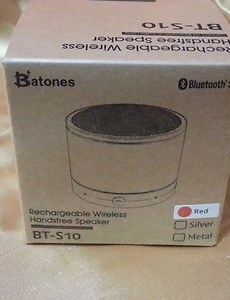 BT-S10
Handsfree Speaker
Rechargeable Wireless
Batones
Bluetooth
Rechargeable Wireless
Handsfree Speaker
BT-S10
Red
Silver
Metal